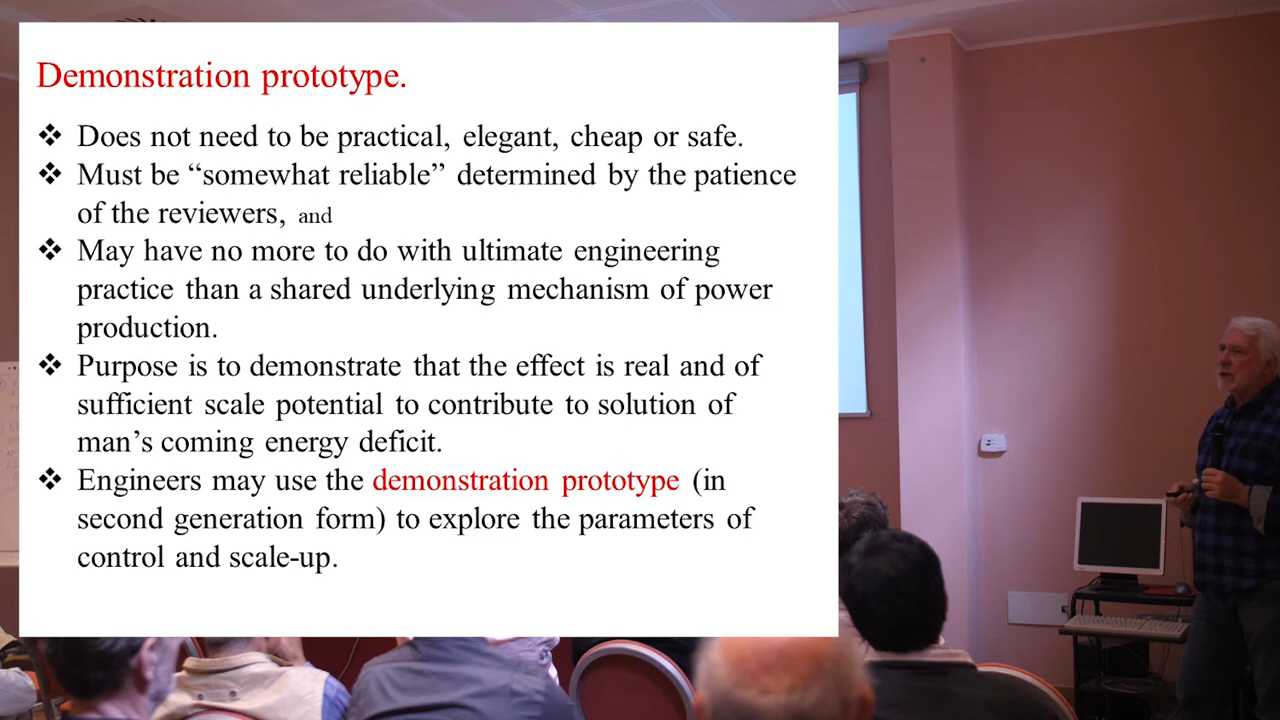 Demonstration prototype.
❖ Does not need to be practical, elegant, cheap or safe.
❖ Must be “somewhat reliable” determined by the patience
of the reviewers, and
❖ May have no more to do with ultimate engineering
practice than a shared underlying mechanism of power
production.
❖ Purpose is to demonstrate that the effect is real and of
sufficient scale potential to contribute to solution of
man’s coming energy deficit.
❖ Engineers may use the demonstration prototype (in
second generation form) to explore the parameters of
control and scale-up.